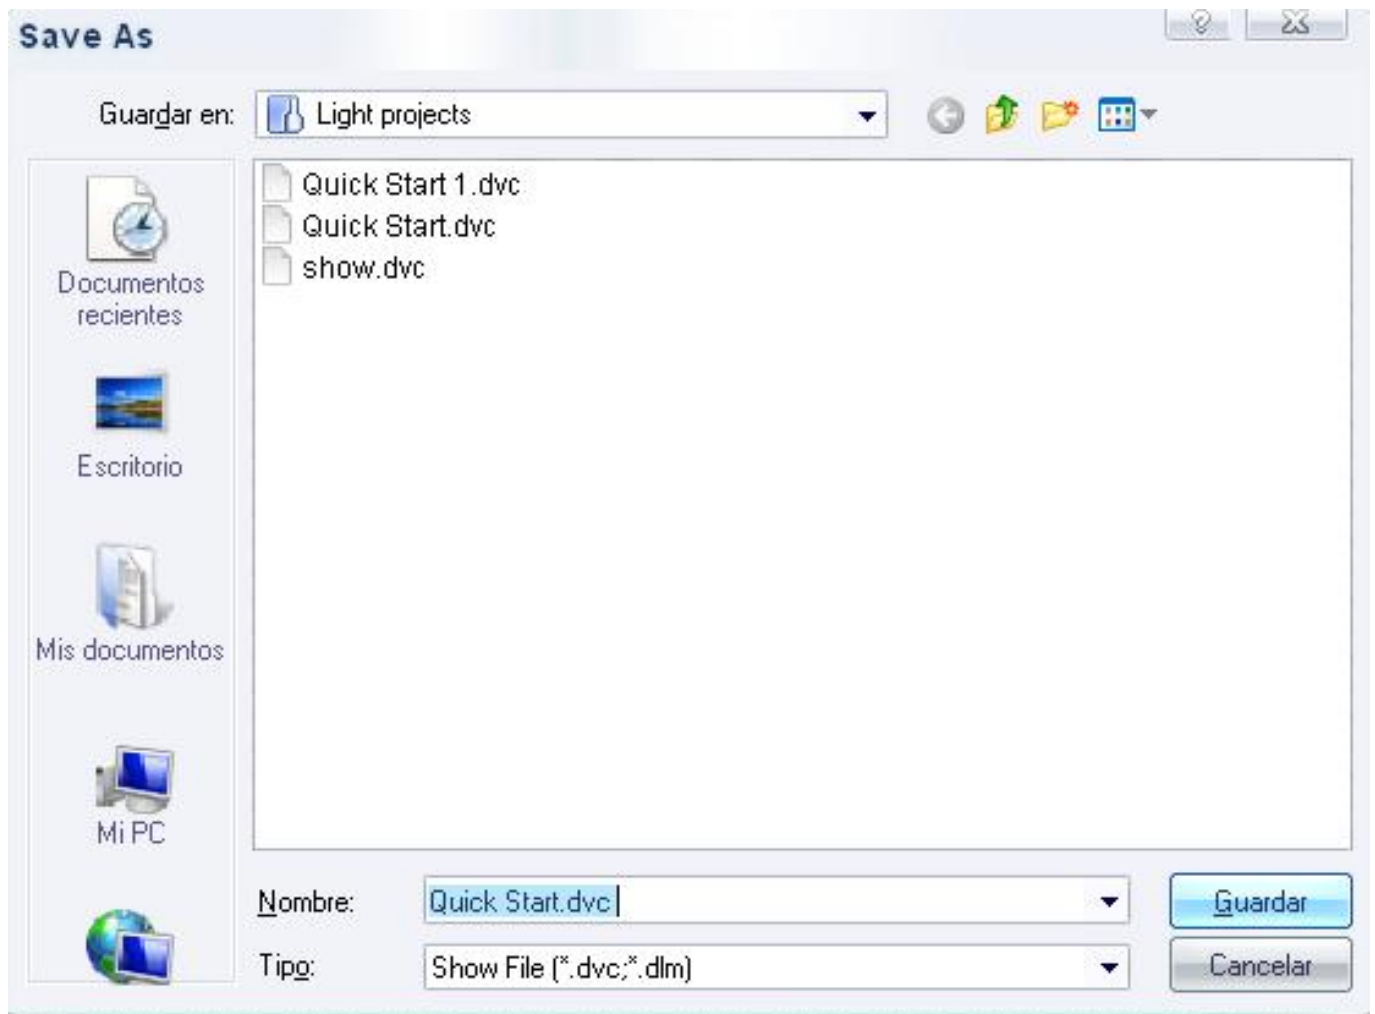 Save As
Guardar en:
Light projects
Quick Start 1.dvc
Quick Start.dvc
show.dvc
Documentos
recientes
Escritorio
Mis documentos
Mi PC
Nombre:
Quick Start.dvc
Guardar
Tipo:
Show File (*.dvc;*.dlm)
Cancelar